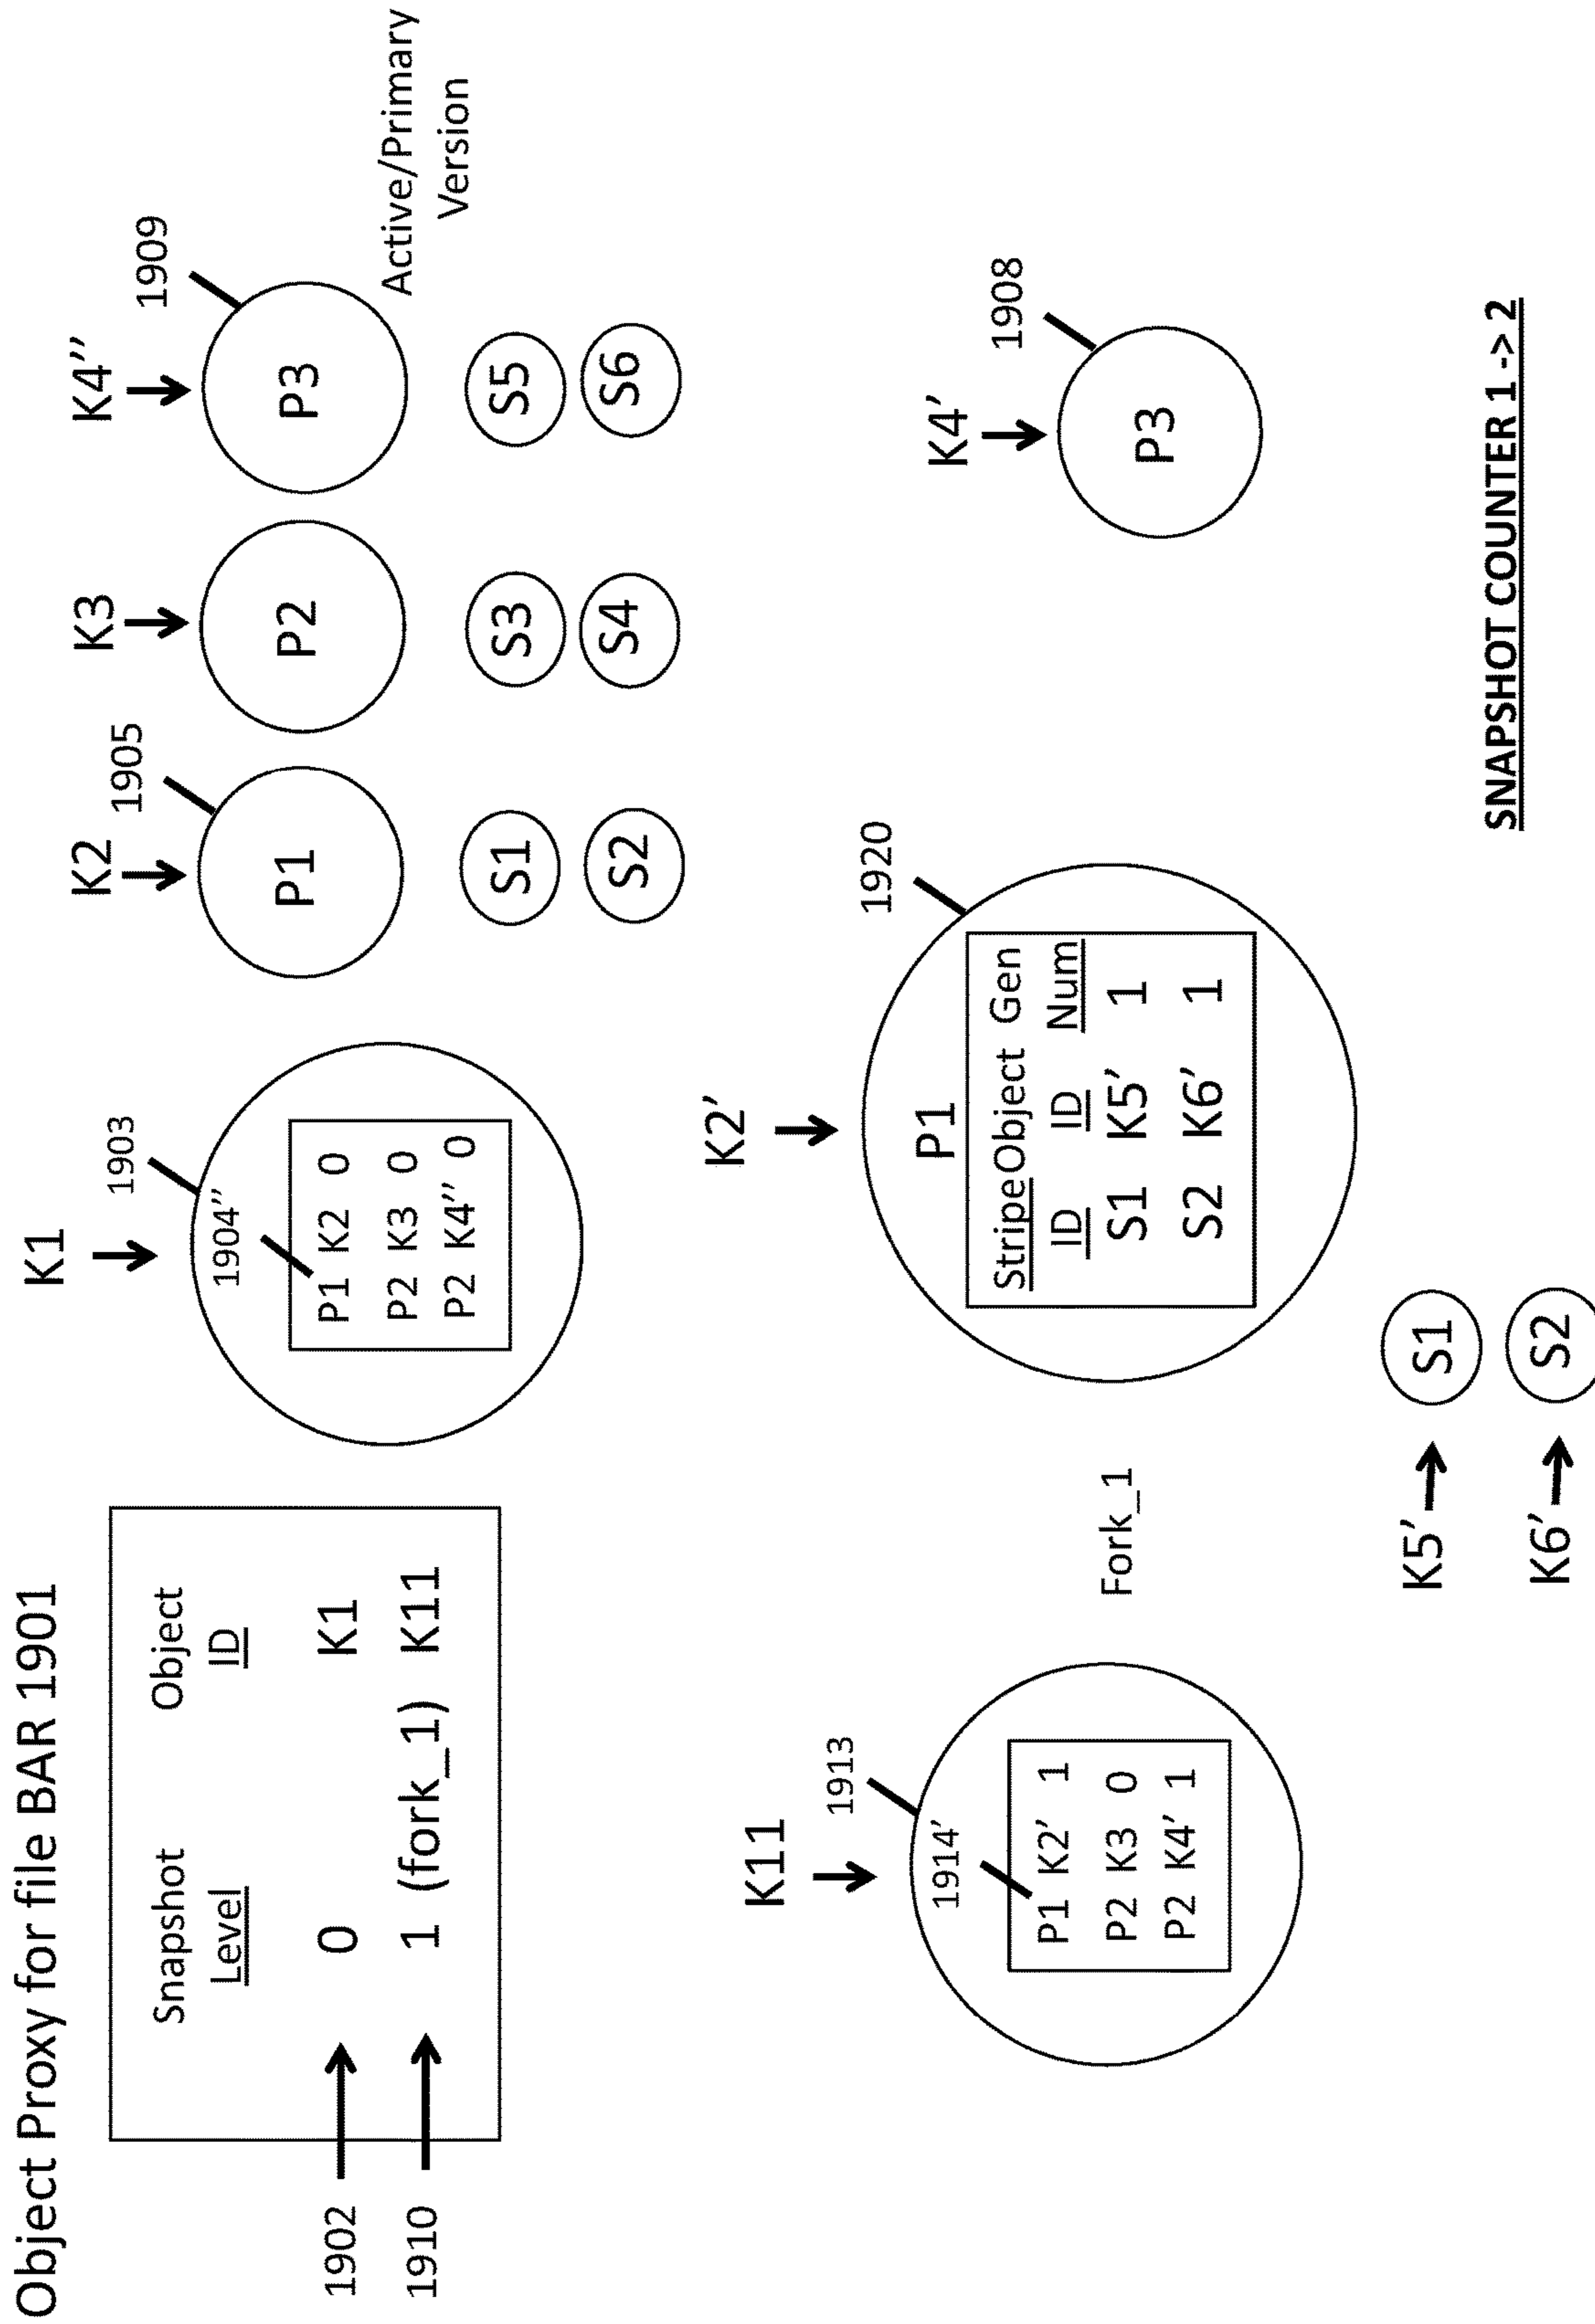 Object Proxy for file BAR 1901
Snapshot Object
Level ID
1902 0 K1
1910 1 (fork_1) K11
K1
1903
1904''
P1 K2 0
P2 K3 0
P2 K4'' 0
K2
1905
P1
S1
S2
K3
P2
S3
S4
K4''
1909
P3
S5
S6
Active/Primary
Version
K11
1913
1914'
P1 K2' 1
P2 K3 0
P2 K4' 1
Fork_1
K2'
1920
P1
Stripe Object Gen
ID ID Num
S1 K5' 1
S2 K6' 1
K5' S1
K6' S2
K4'
1908
P3
SNAPSHOT COUNTER 1 -> 2